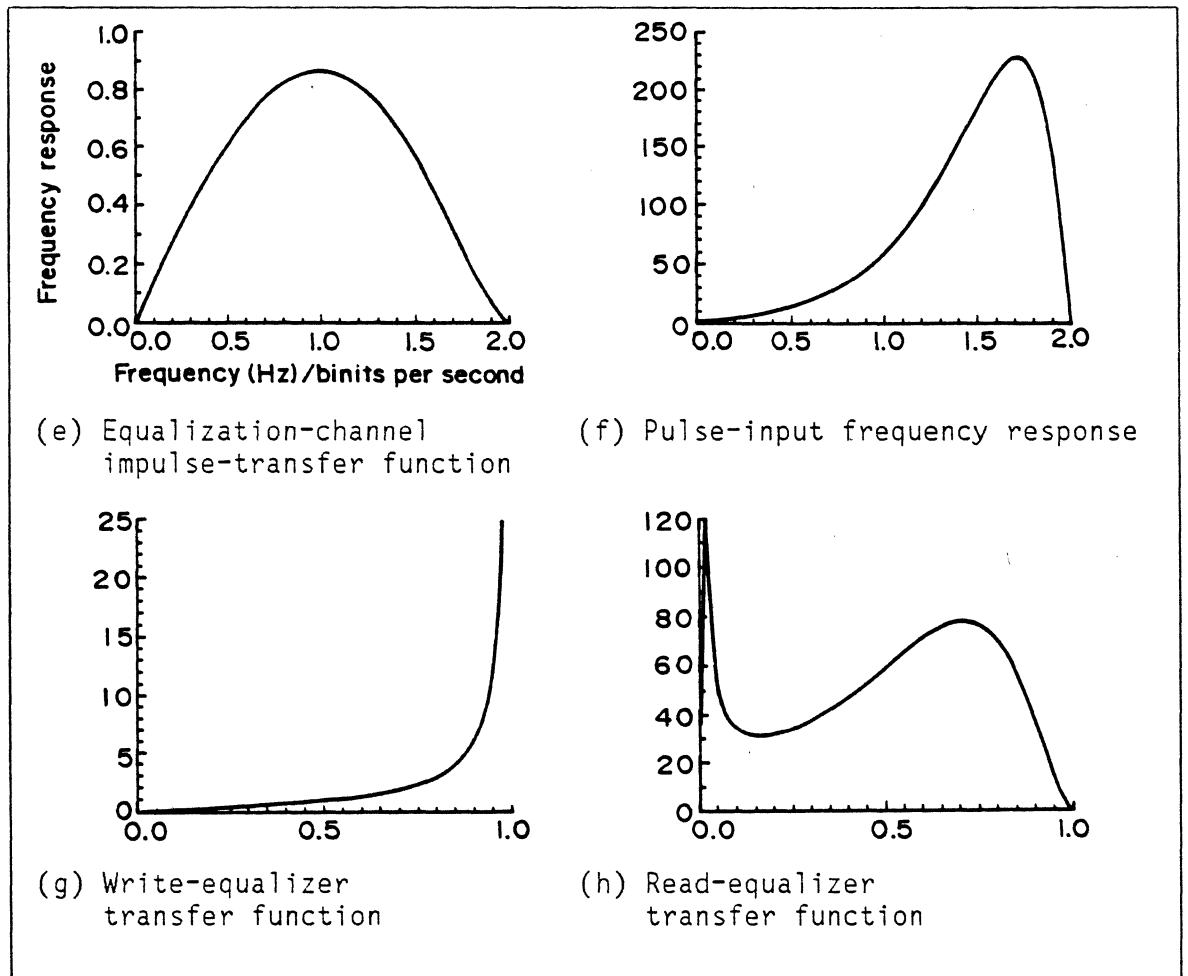 1.0
0.8
0.6
0.4
0.2
0.0
Frequency response
0.0 0.5 1.0 1.5 2.0
Frequency (Hz)/binits per second
(e) Equalization-channel
impulse-transfer function
250
200
150
100
50
0
0.0 0.5 1.0 1.5 2.0
(f) Pulse-input frequency response
25
20
15
10
5
0
0.0 0.5 1.0
(g) Write-equalizer
transfer function
120
100
80
60
40
20
0
0.0 0.5 1.0
(h) Read-equalizer
transfer function